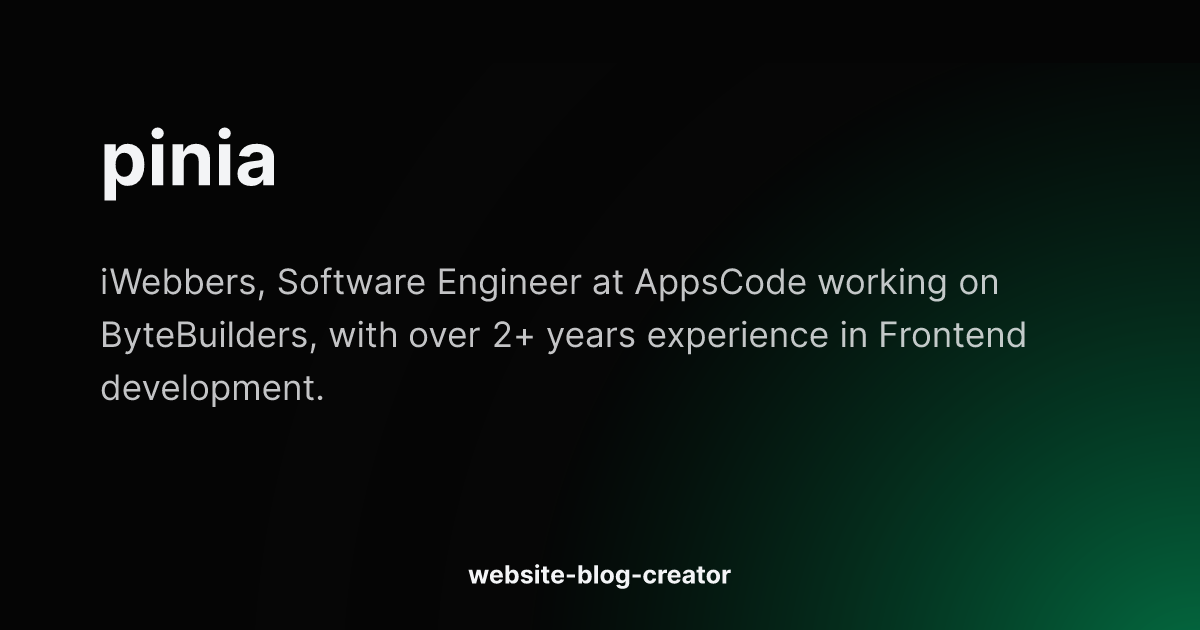 pinia
iWebbers, Software Engineer at AppsCode working on
ByteBuilders, with over 2+ years experience in Frontend
development.
website-blog-creator